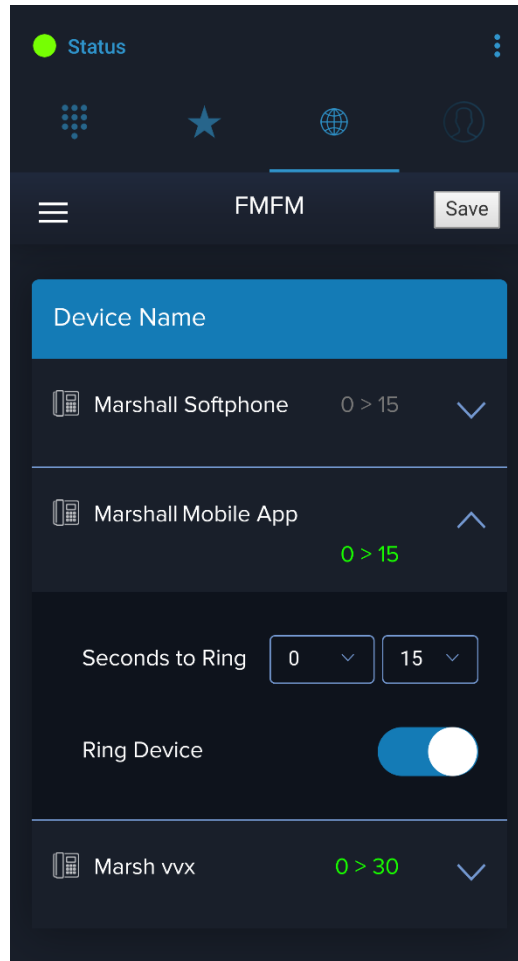 Status
FMFM
Save
Device Name
Marshall Softphone 0 > 15
Marshall Mobile App
0 > 15
Seconds to Ring 0 15
Ring Device
Marsh vvx 0 > 30